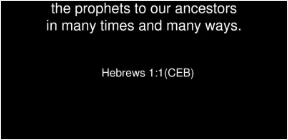 the prophets to our ancestors
in many times and many ways.
Hebrews 1:1(CEB)